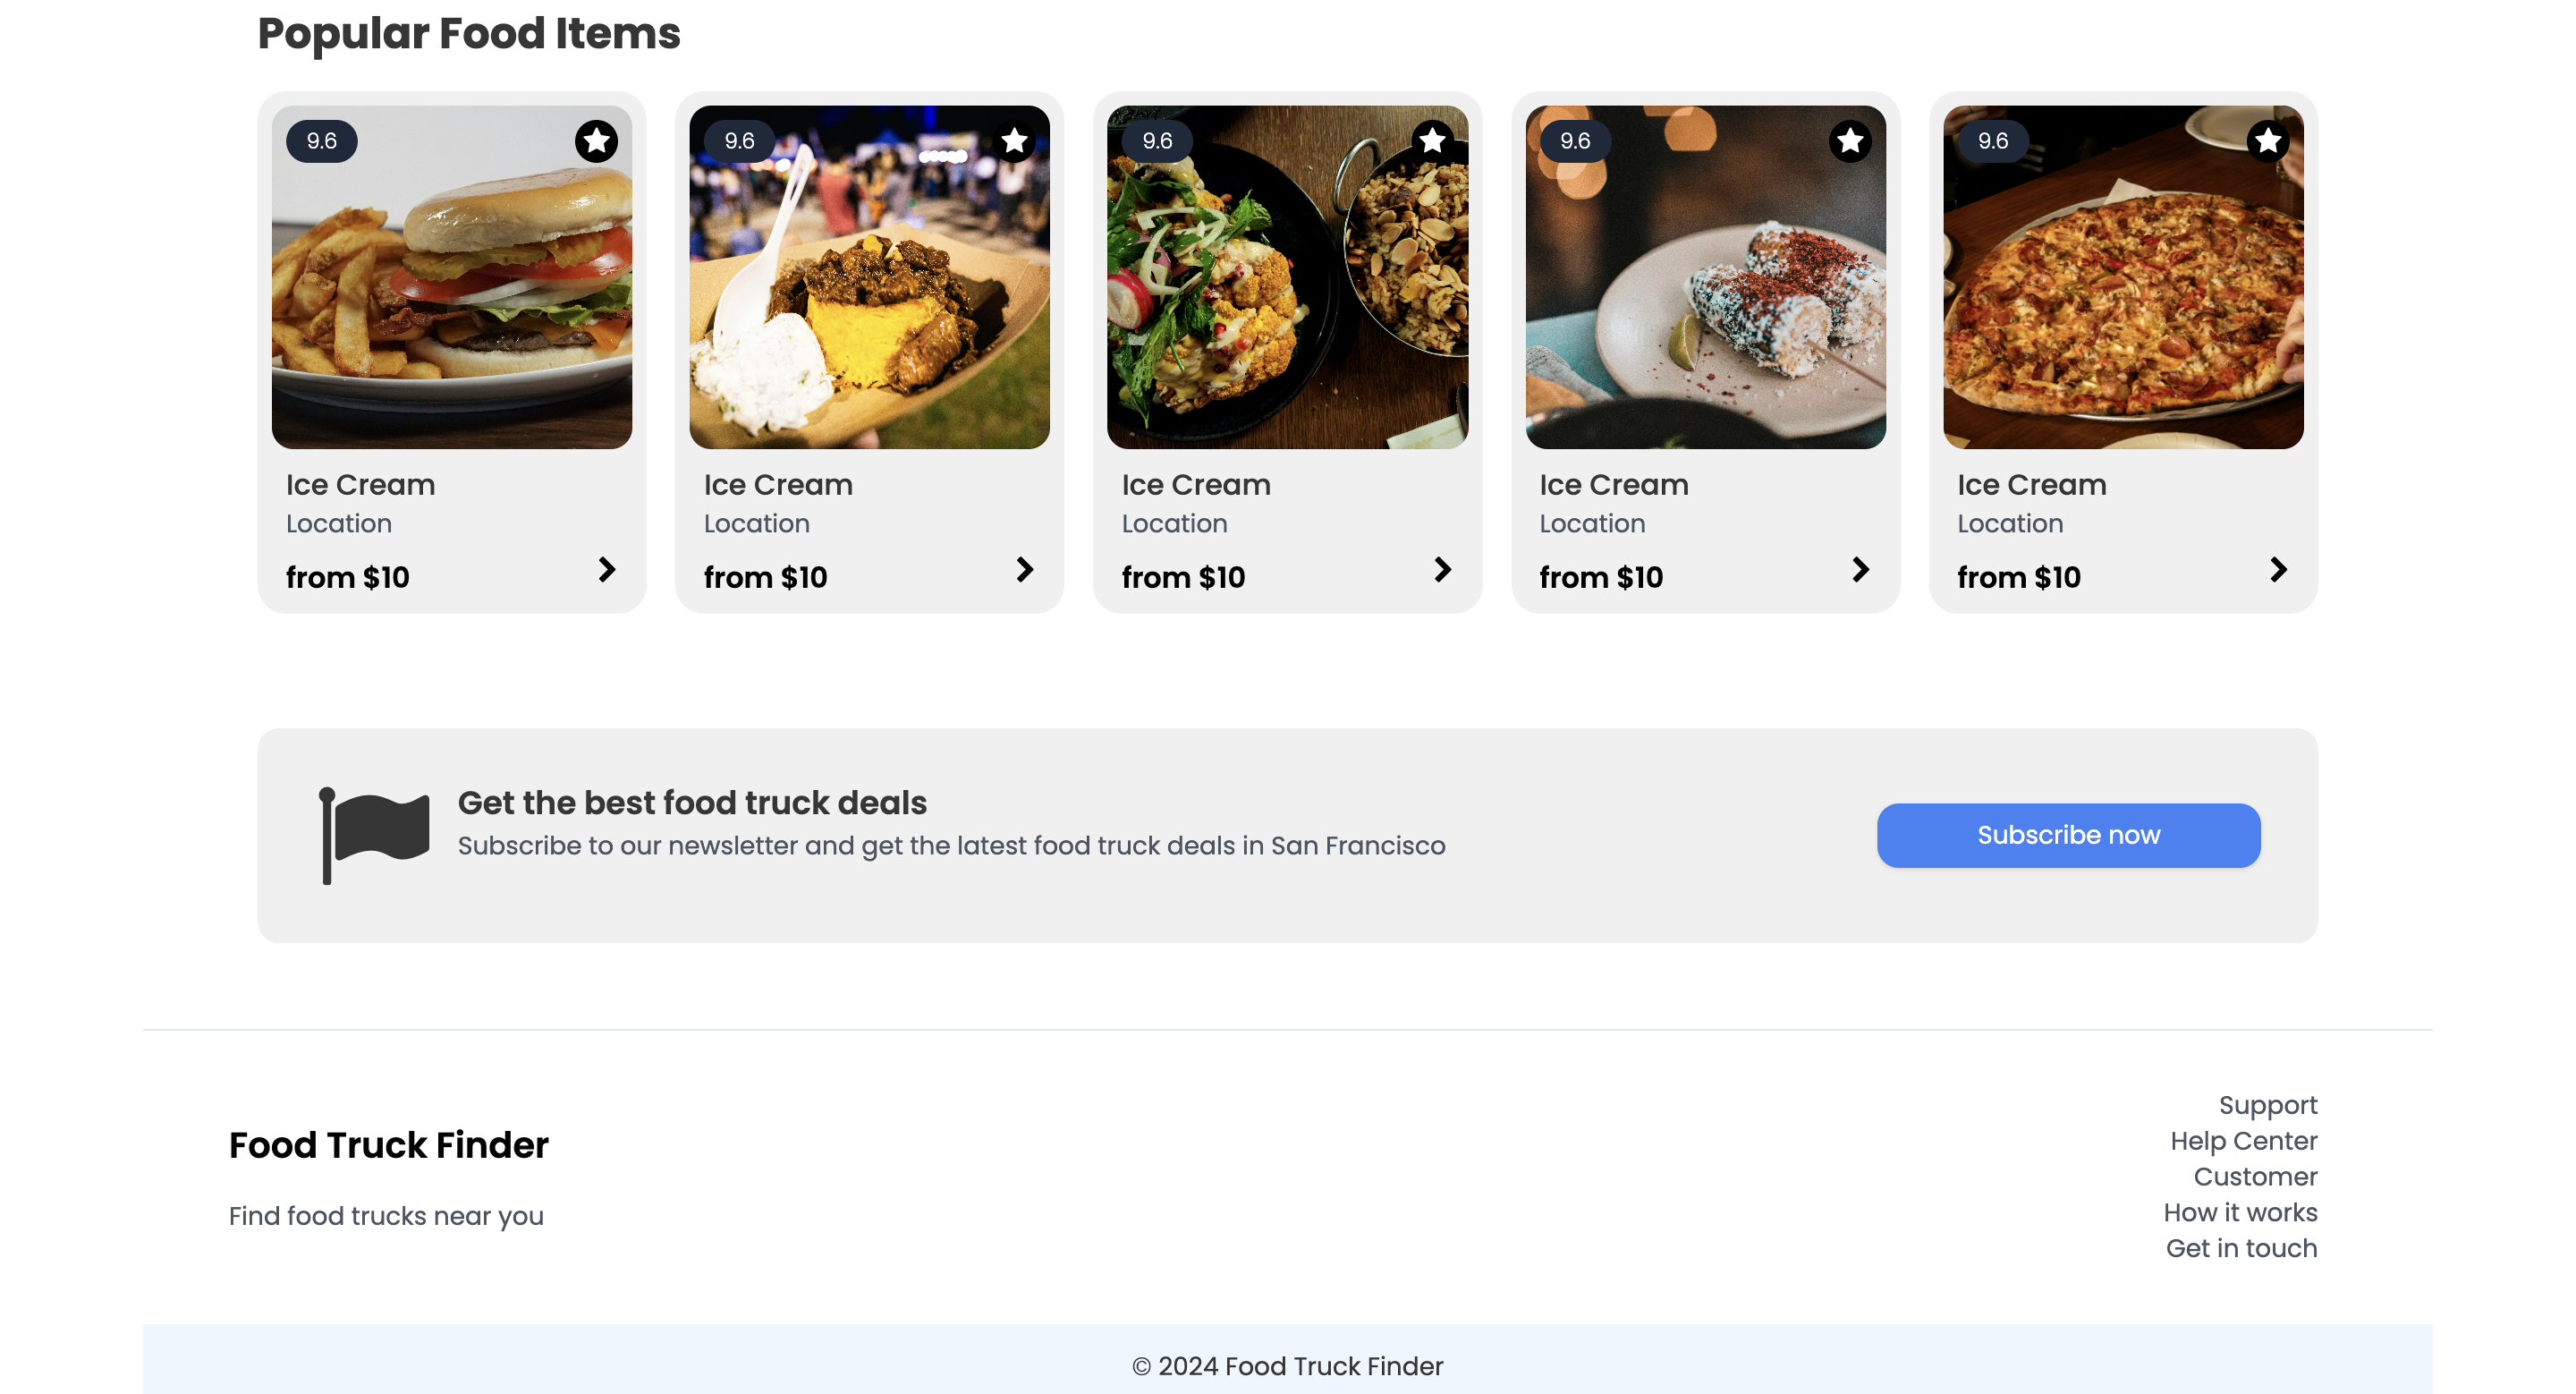 Popular Food Items
9.6
9.6
9.6
9.6
9.6
Ice Cream
Location
from $10
Ice Cream
Location
from $10
Ice Cream
Location
from $10
Ice Cream
Location
from $10
Ice Cream
Location
from $10
Get the best food truck deals
Subscribe to our newsletter and get the latest food truck deals in San Francisco
Subscribe now
Food Truck Finder
Find food trucks near you
Support
Help Center
Customer
How it works
Get in touch
© 2024 Food Truck Finder